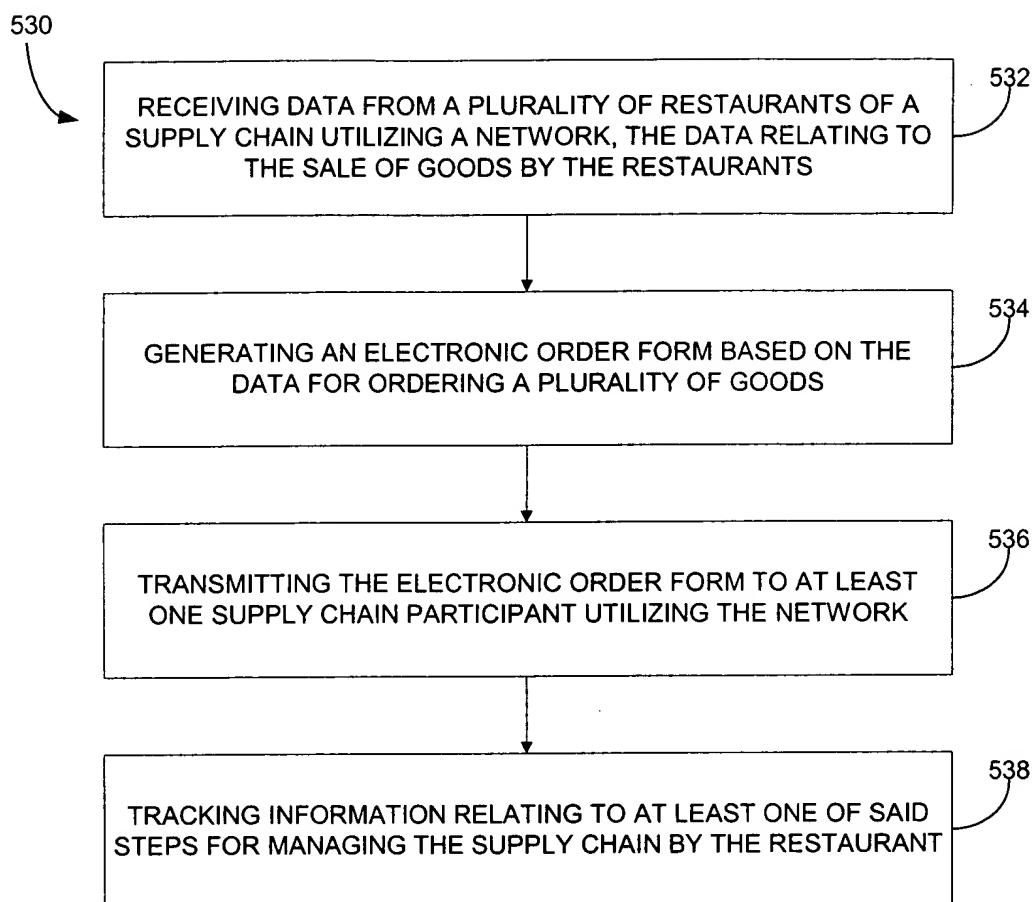 530
532
RECEIVING DATA FROM A PLURALITY OF RESTAURANTS OF A
SUPPLY CHAIN UTILIZING A NETWORK, THE DATA RELATING TO
THE SALE OF GOODS BY THE RESTAURANTS
534
GENERATING AN ELECTRONIC ORDER FORM BASED ON THE
DATA FOR ORDERING A PLURALITY OF GOODS
536
TRANSMITTING THE ELECTRONIC ORDER FORM TO AT LEAST
ONE SUPPLY CHAIN PARTICIPANT UTILIZING THE NETWORK
538
TRACKING INFORMATION RELATING TO AT LEAST ONE OF SAID
STEPS FOR MANAGING THE SUPPLY CHAIN BY THE RESTAURANT